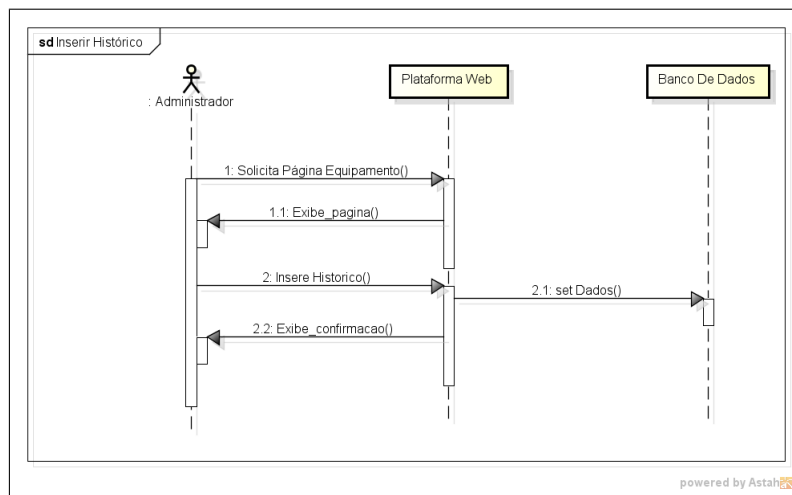 sd Inserir Histórico
: Administrador
Plataforma Web
Banco De Dados
1: Solicita Página Equipamento()
1.1: Exibe_pagina()
2: Insere Historico()
2.1: set Dados()
2.2: Exibe_confirmacao()
powered by Astah